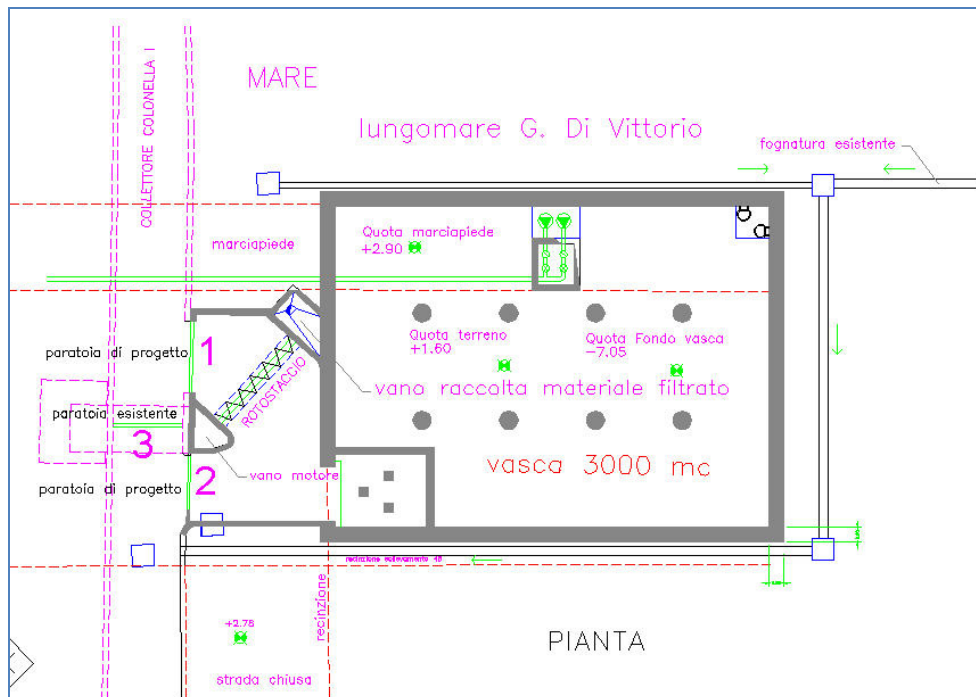 COLLETTORE COLONELLA I
MARE
lungomare G. Di Vittorio
fognatura esistente
marciapiede
Quota marciapiede
+2.90
paratoia di progetto
1
Quota terreno
+1.60
Quota Fondo vasca
-7.05
ROTOSTACCIO
vano raccolta materiale filtrato
paratoia esistente
3
vano motore
vasca 3000 mc
paratoia di progetto
2
recinzione
+2.78
strada chiusa
PIANTA